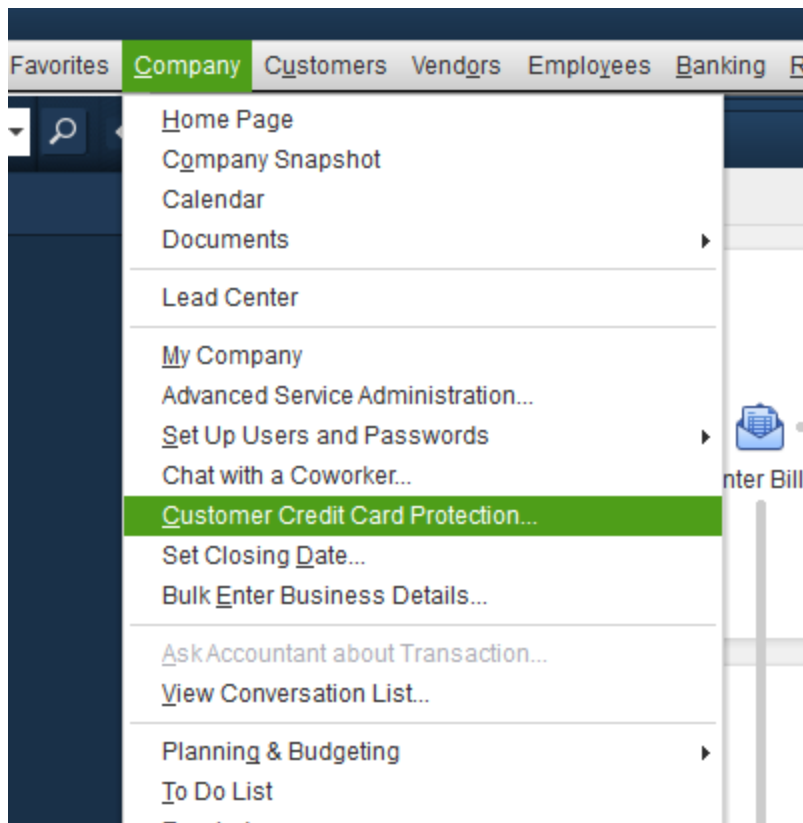 Favorites Company Customers Vendors Employees Banking R
Home Page
Company Snapshot
Calendar
Documents
Lead Center
My Company
Advanced Service Administration...
Set Up Users and Passwords
Chat with a Coworker...
nter Bill
Customer Credit Card Protection...
Set Closing Date...
Bulk Enter Business Details...
Ask Accountant about Transaction...
View Conversation List...
Planning & Budgeting
To Do List